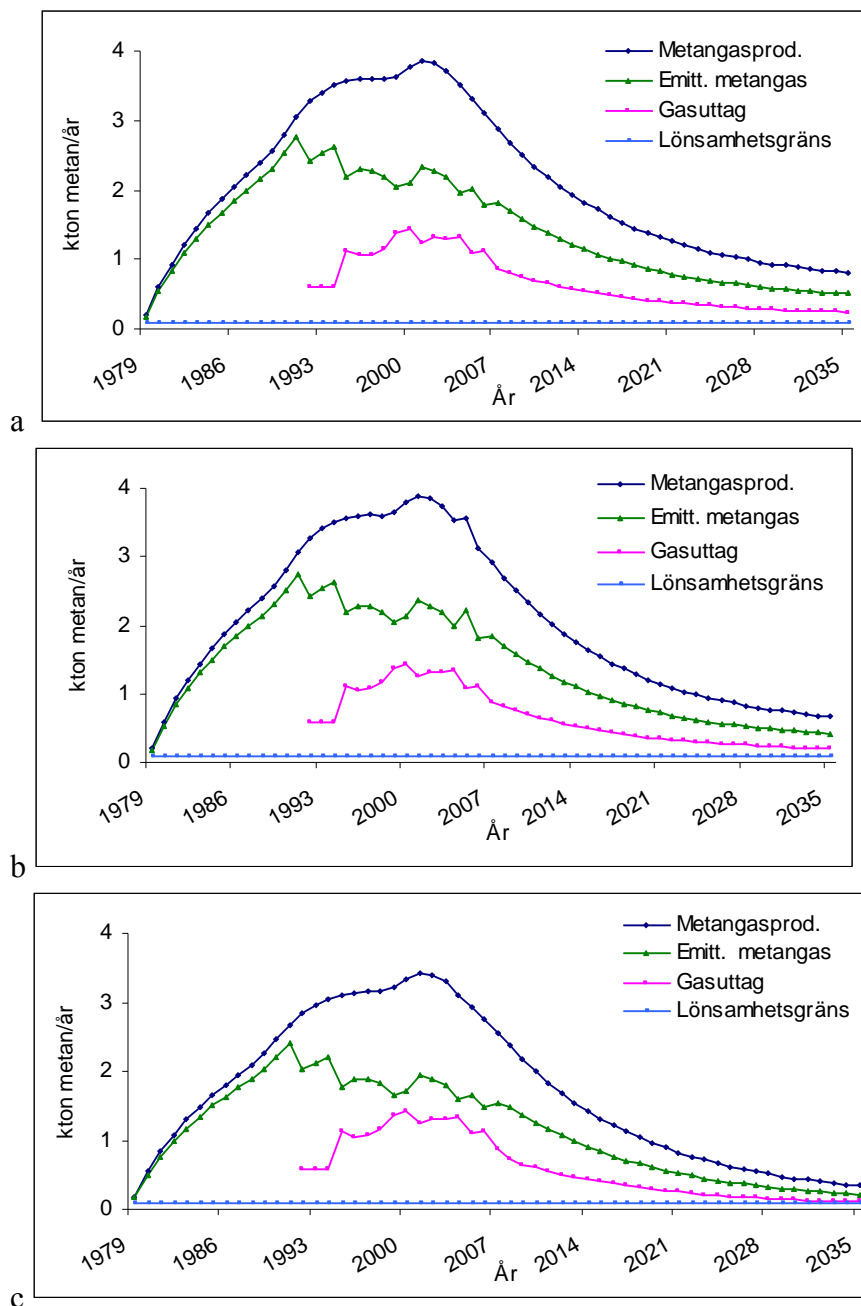 4
3
2
1
0
kton metan/år
Metangasprod.
Emitt. metangas
Gasuttag
Lönsamhetsgräns
1979
1986
1993
2000
2007
2014
2021
2028
2035
År
a
4
3
2
1
0
kton metan/år
Metangasprod.
Emitt. metangas
Gasuttag
Lönsamhetsgräns
1979
1986
1993
2000
2007
2014
2021
2028
2035
År
b
4
3
2
1
0
kton metan/år
Metangasprod.
Emitt. metangas
Gasuttag
Lönsamhetsgräns
1979
1986
1993
2000
2007
2014
2021
2028
2035
År
c